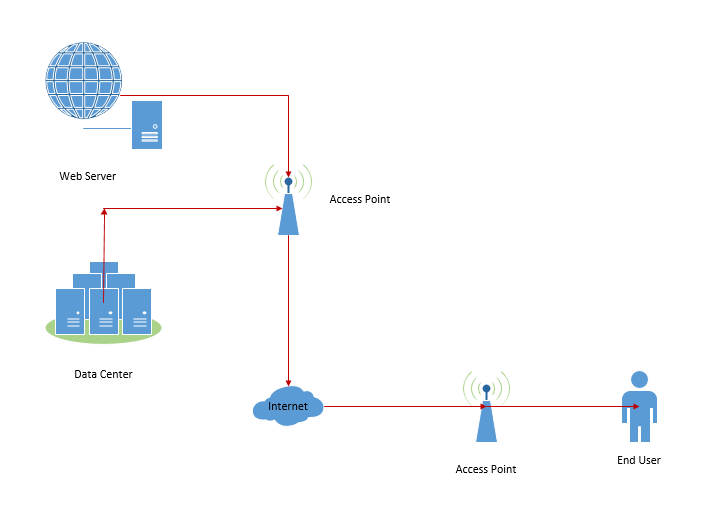 Web Server
Access Point
Data Center
Internet
Access Point
End User